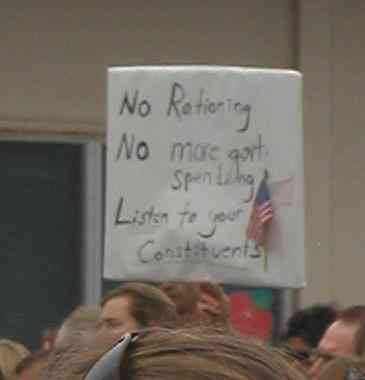 No Rationing
No more govt.
spending
Listen to your
Constituents